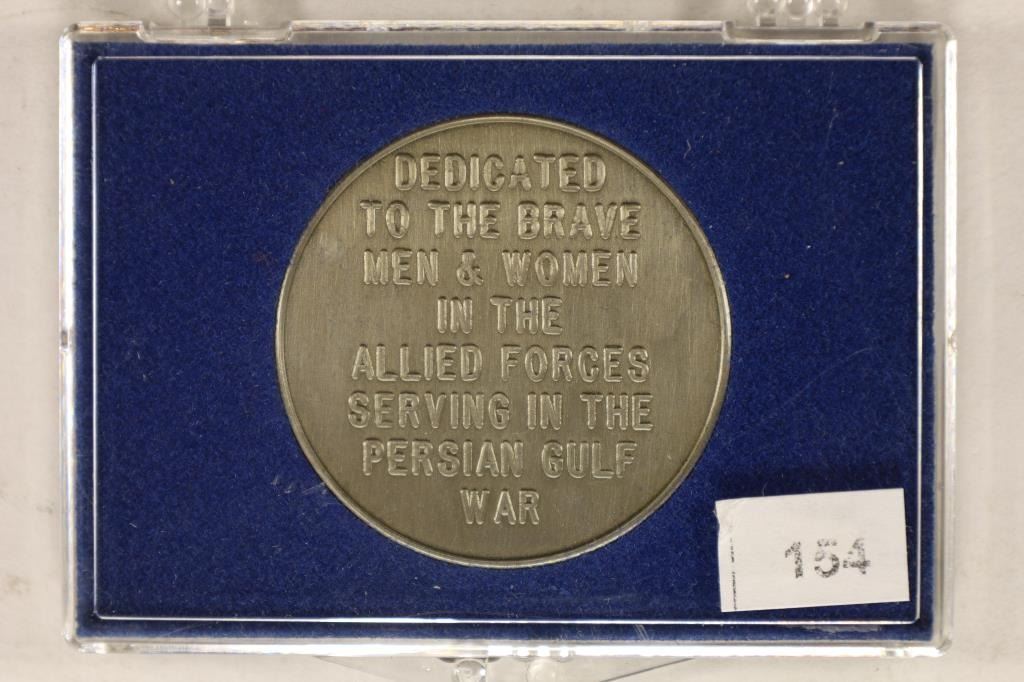 DEDICATED
TO THE BRAVE
MEN & WOMEN
IN THE
ALLIED FORCES
SERVING IN THE
PERSIAN GULF
WAR
154